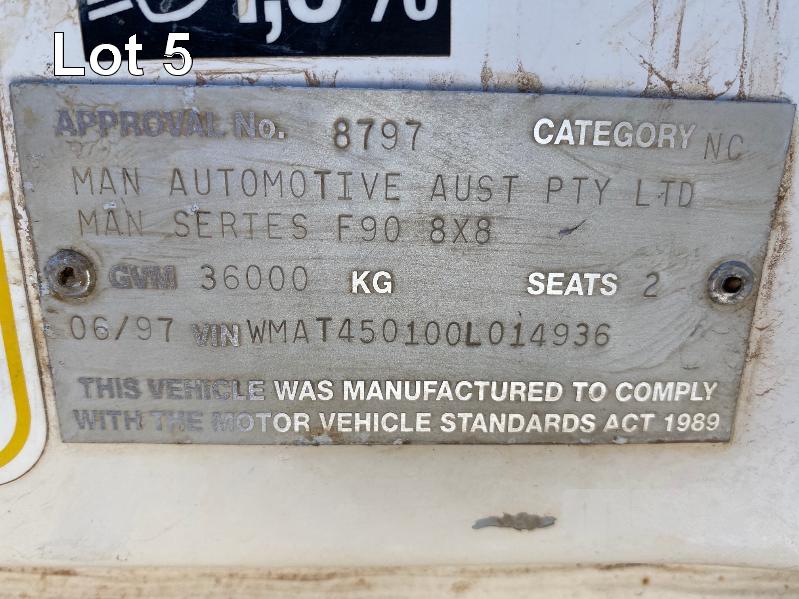 1,5%
Lot 5
APPROVAL No. 8797 CATEGORY NC
MAN AUTOMOTIVE AUST PTY LTD
MAN SERIES F90 8X8
GVM 36000 KG SEATS 2
06/97 VIN WMAT450100L014936
THIS VEHICLE WAS MANUFACTURED TO COMPLY
WITH THE MOTOR VEHICLE STANDARDS ACT 1989